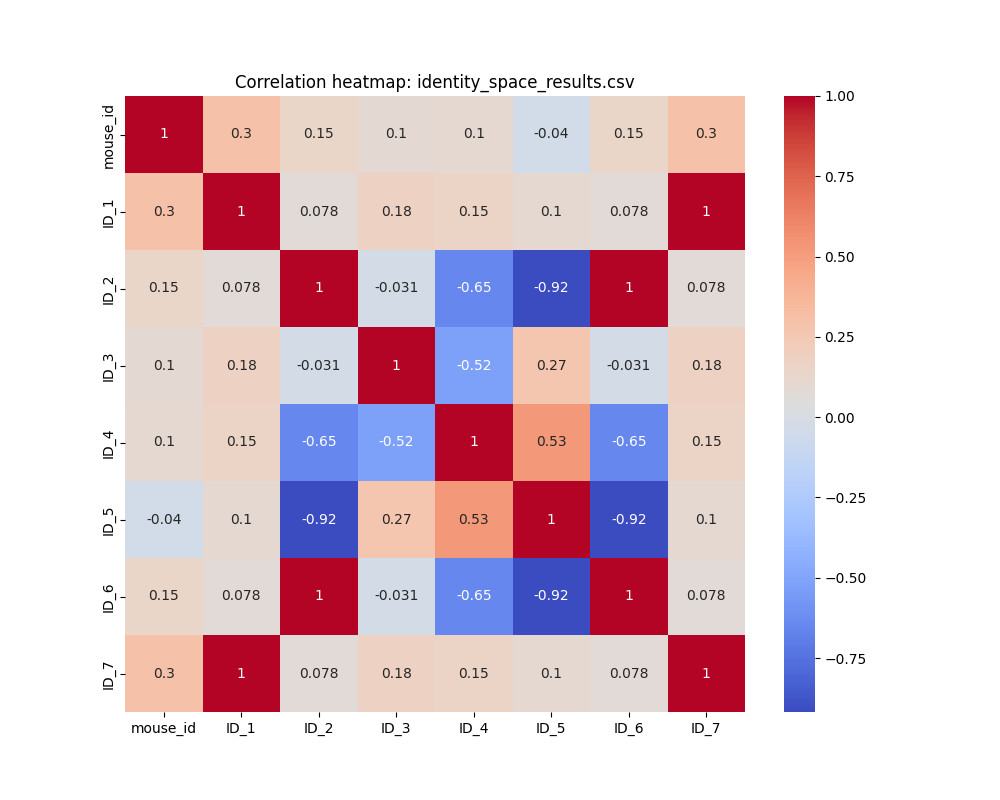 Correlation heatmap: identity_space_results.csv
mouse_id 1 0.3 0.15 0.1 0.1 -0.04 0.15 0.3
ID_1 0.3 1 0.078 0.18 0.15 0.1 0.078 1
ID_2 0.15 0.078 1 -0.031 -0.65 -0.92 1 0.078
ID_3 0.1 0.18 -0.031 1 -0.52 0.27 -0.031 0.18
ID_4 0.1 0.15 -0.65 -0.52 1 0.53 -0.65 0.15
ID_5 -0.04 0.1 -0.92 0.27 0.53 1 -0.92 0.1
ID_6 0.15 0.078 1 -0.031 -0.65 -0.92 1 0.078
ID_7 0.3 1 0.078 0.18 0.15 0.1 0.078 1
mouse_id ID_1 ID_2 ID_3 ID_4 ID_5 ID_6 ID_7
1.00
0.75
0.50
0.25
0.00
−0.25
−0.50
−0.75